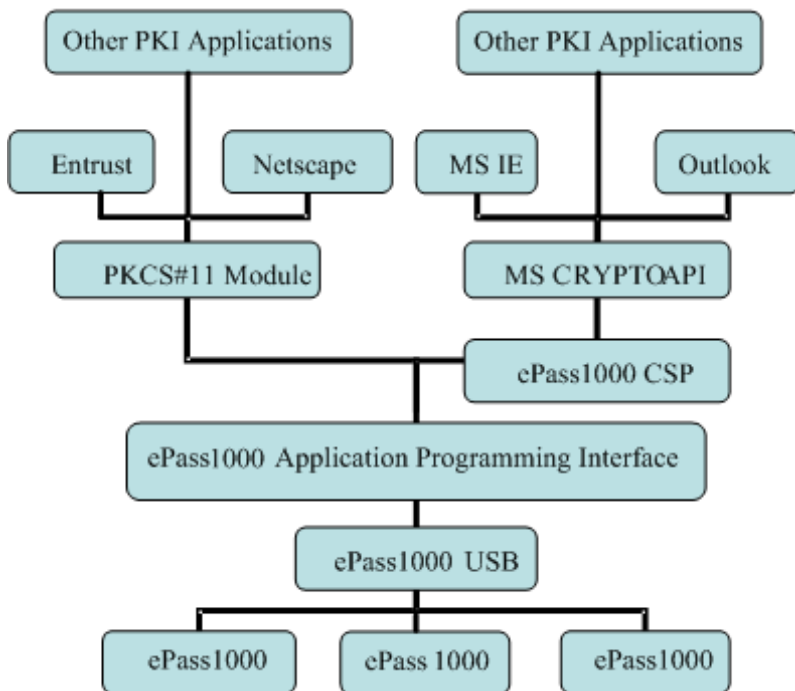 Other PKI Applications
Other PKI Applications
Entrust
Netscape
MS IE
Outlook
PKCS#11 Module
MS CRYPTOAPI
ePass1000 CSP
ePass1000 Application Programming Interface
ePass1000 USB
ePass1000
ePass 1000
ePass1000